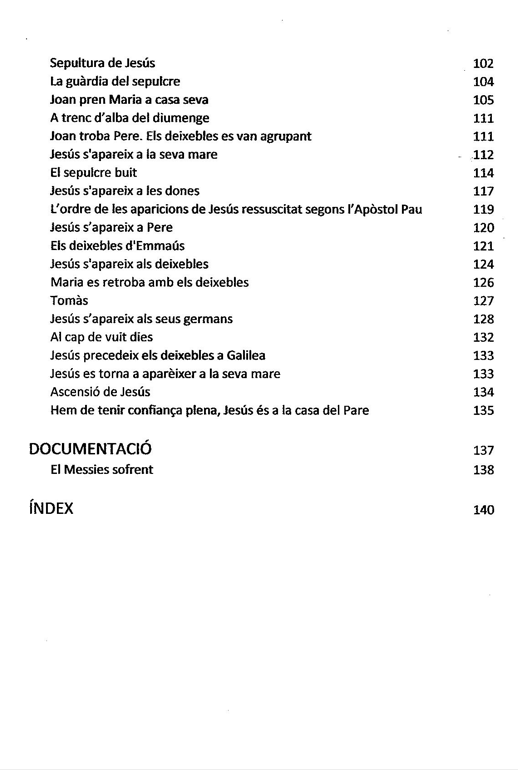 Sepultura de Jesús 102
La guàrdia del sepulcre 104
Joan pren Maria a casa seva 105
A trenc d’alba del diumenge 111
Joan troba Pere. Els deixebles es van agrupant 111
Jesús s'apareix a la seva mare 112
El sepulcre buit 114
Jesús s'apareix a les dones 117
L’ordre de les aparicions de Jesús ressuscitat segons l’Apòstol Pau 119
Jesús s’apareix a Pere 120
Els deixebles d'Emmaús 121
Jesús s'apareix als deixebles 124
Maria es retroba amb els deixebles 126
Tomàs 127
Jesús s’apareix als seus germans 128
Al cap de vuit dies 132
Jesús precedeix els deixebles a Galilea 133
Jesús es torna a aparèixer a la seva mare 133
Ascensió de Jesús 134
Hem de tenir confiança plena, Jesús és a la casa del Pare 135
DOCUMENTACIÓ 137
El Messies sofrent 138
ÍNDEX 140